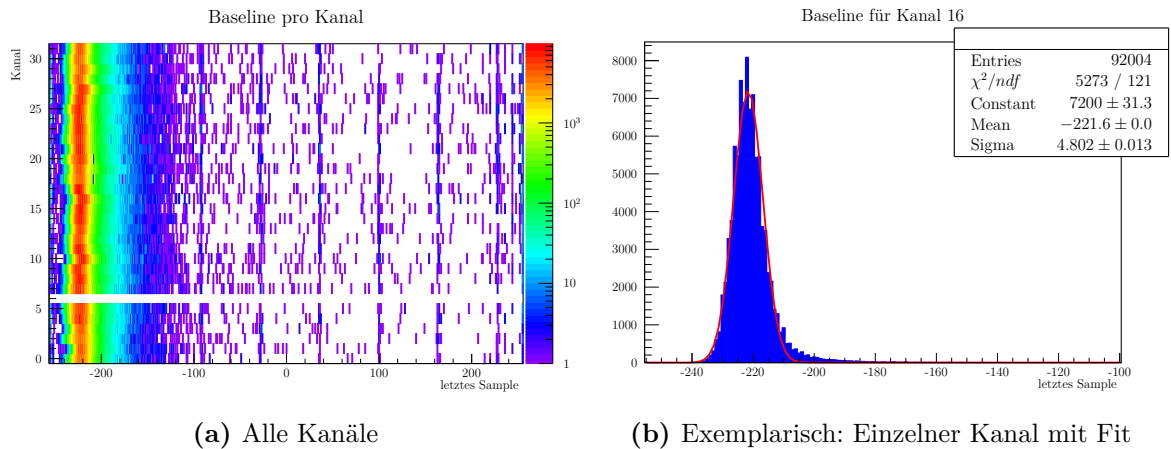 Baseline pro Kanal
Kanal
30
25
20
15
10
5
0
-200
-100
0
100
200
letztes Sample
10³
10²
10
1
(a) Alle Kanäle
Baseline für Kanal 16
Entries 92004
χ²/ndf 5273 / 121
Constant 7200 ± 31.3
Mean −221.6 ± 0.0
Sigma 4.802 ± 0.013
8000
7000
6000
5000
4000
3000
2000
1000
0
-240
-220
-200
-180
-160
-140
-120
-100
letztes Sample
(b) Exemplarisch: Einzelner Kanal mit Fit